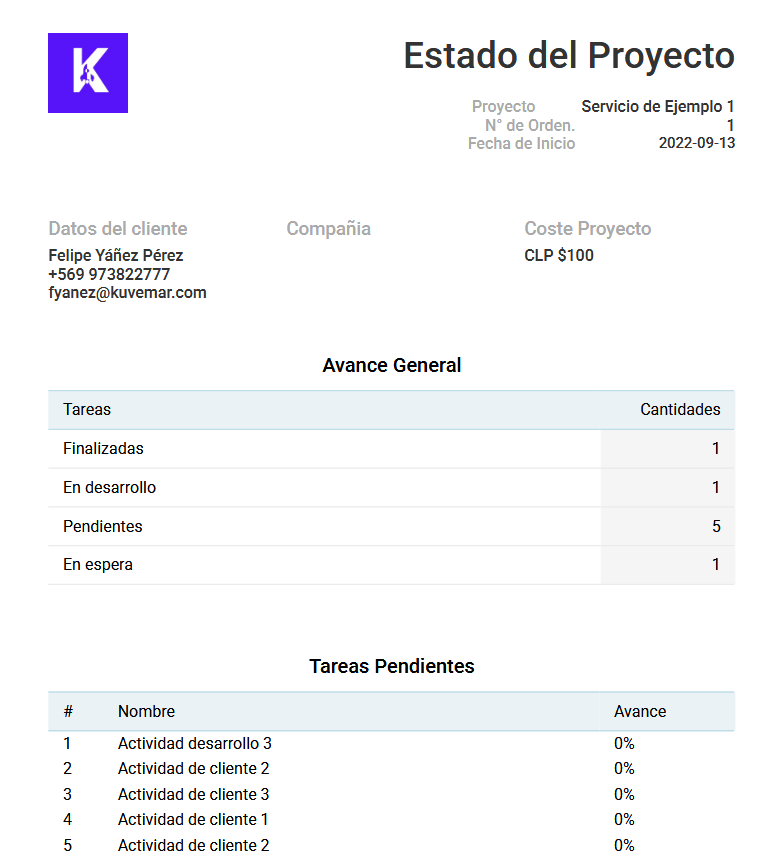 K
Estado del Proyecto
Proyecto Servicio de Ejemplo 1
N° de Orden. 1
Fecha de Inicio 2022-09-13
Datos del cliente Compañia Coste Proyecto
Felipe Yáñez Pérez CLP $100
+569 973822777
fyanez@kuvemar.com
Avance General
Tareas Cantidades
Finalizadas 1
En desarrollo 1
Pendientes 5
En espera 1
Tareas Pendientes
# Nombre Avance
1 Actividad desarrollo 3 0%
2 Actividad de cliente 2 0%
3 Actividad de cliente 3 0%
4 Actividad de cliente 1 0%
5 Actividad de cliente 2 0%